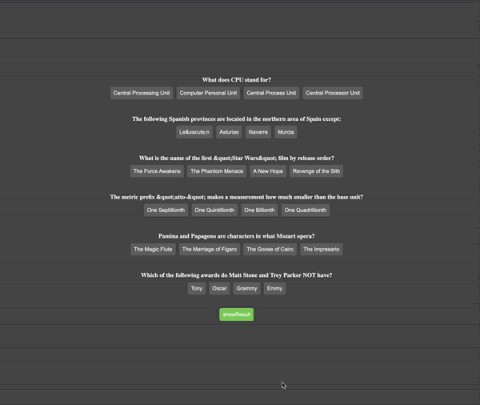 What does CPU stand for?
Central Processing Unit Computer Personal Unit Central Process Unit Central Processor Unit
The following Spanish provinces are located in the northern area of Spain except:
Le&oacute;n Asturias Navarre Murcia
What is the name of the first &quot;Star Wars&quot; film by release order?
The Force Awakens The Phantom Menace A New Hope Revenge of the Sith
The metric prefix &quot;atto-&quot; makes a measurement how much smaller than the base unit?
One Septillionth One Quintillionth One Billionth One Quadrillionth
Pamina and Papageno are characters in what Mozart opera?
The Magic Flute The Marriage of Figaro The Goose of Cairo The Impresario
Which of the following awards do Matt Stone and Trey Parker NOT have?
Tony Oscar Grammy Emmy
showResult